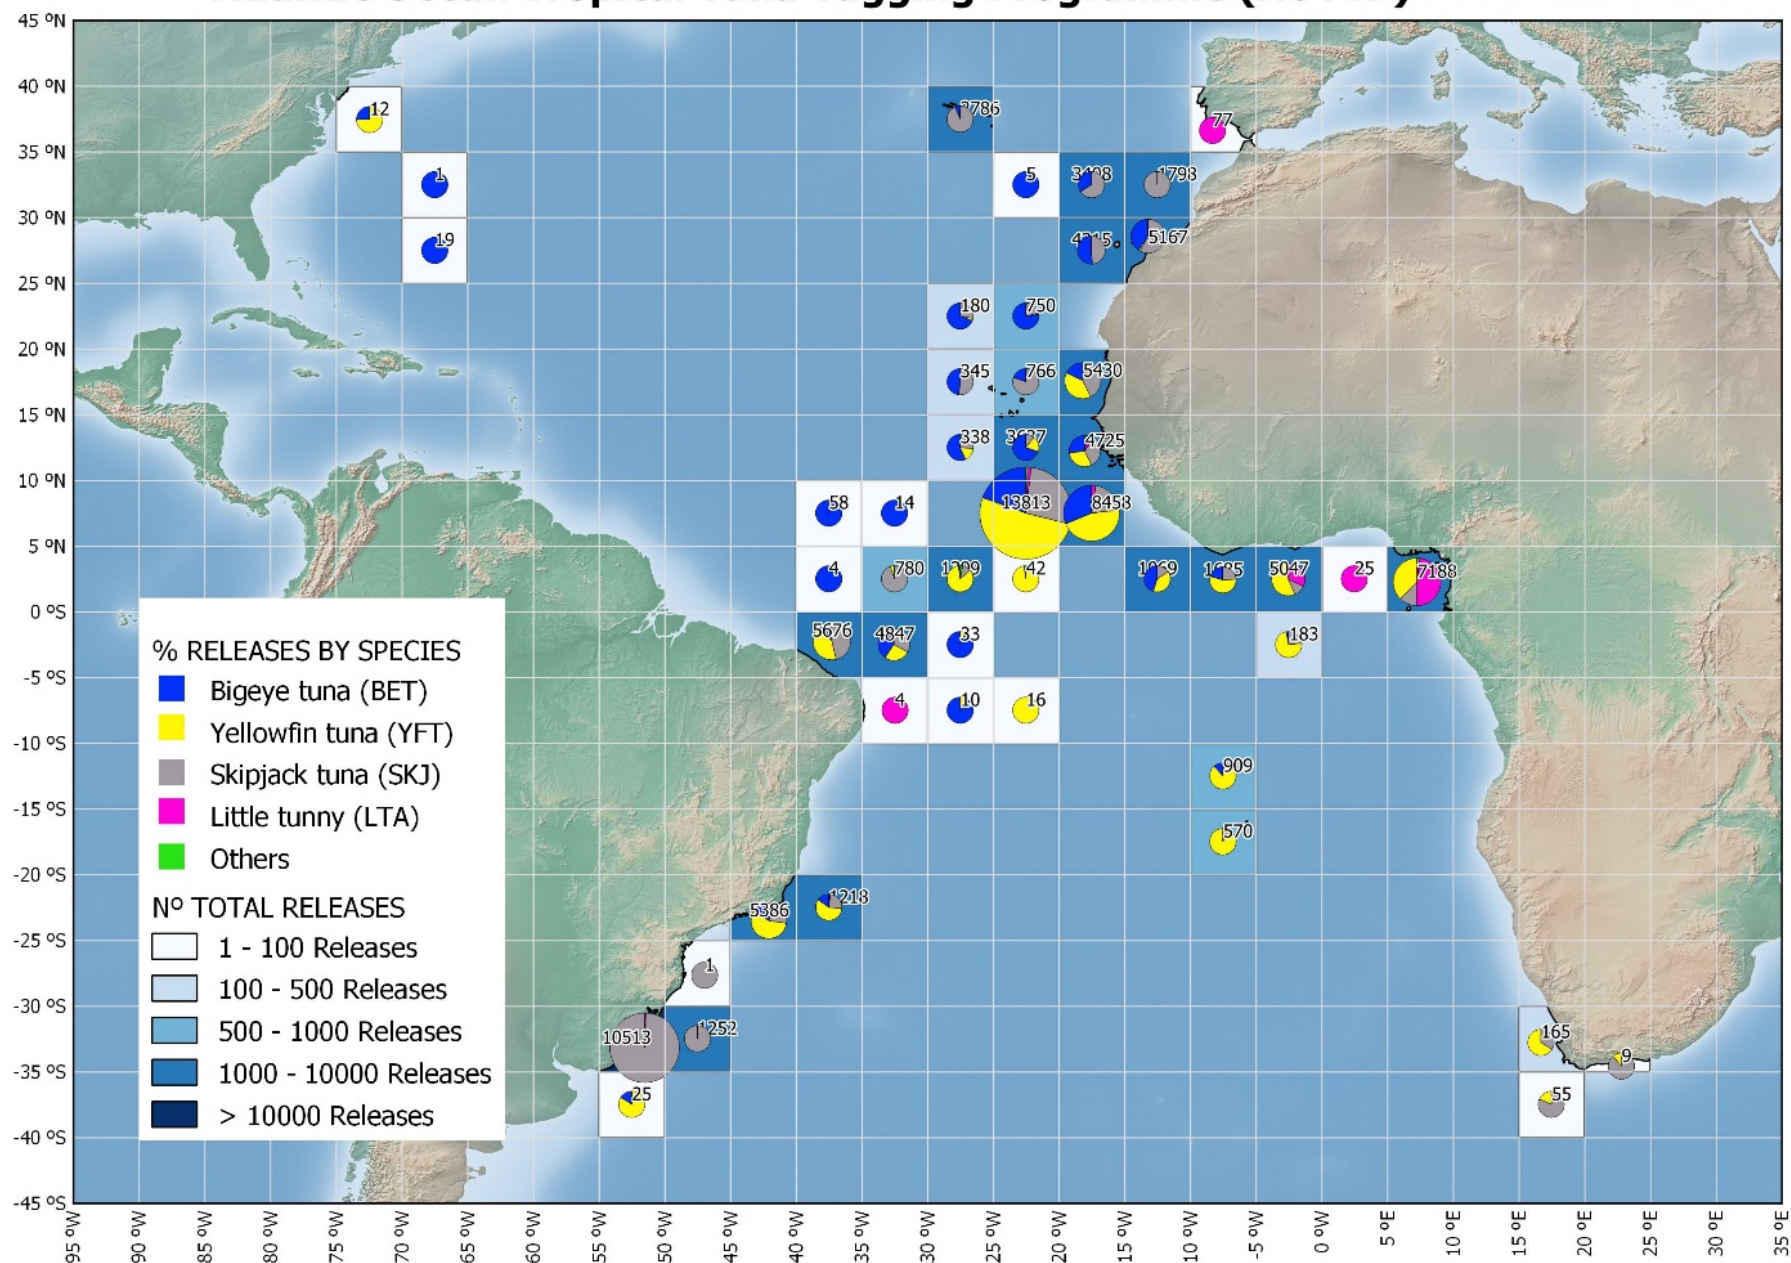 45 ºN
40 ºN
35 ºN
30 ºN
25 ºN
20 ºN
15 ºN
10 ºN
5 ºN
0 ºS
-5 ºS
-10 ºS
-15 ºS
-20 ºS
-25 ºS
-30 ºS
-35 ºS
-40 ºS
-45 ºS
12
77
1
5
1798
19
5167
180
750
345
766
5430
338
4725
58
14
13813
8458
4
780
42
5047
25
7188
5676
4847
33
183
4
10
16
909
570
5386
1218
1
10513
1252
165
9
25
55
% RELEASES BY SPECIES
Bigeye tuna (BET)
Yellowfin tuna (YFT)
Skipjack tuna (SKJ)
Little tunny (LTA)
Others
Nº TOTAL RELEASES
1 - 100 Releases
100 - 500 Releases
500 - 1000 Releases
1000 - 10000 Releases
> 10000 Releases
95 ºW
90 ºW
85 ºW
80 ºW
75 ºW
70 ºW
65 ºW
60 ºW
55 ºW
50 ºW
45 ºW
40 ºW
35 ºW
30 ºW
25 ºW
20 ºW
15 ºW
10 ºW
5 ºW
0 ºW
5 ºE
10 ºE
15 ºE
20 ºE
25 ºE
30 ºE
35 ºE